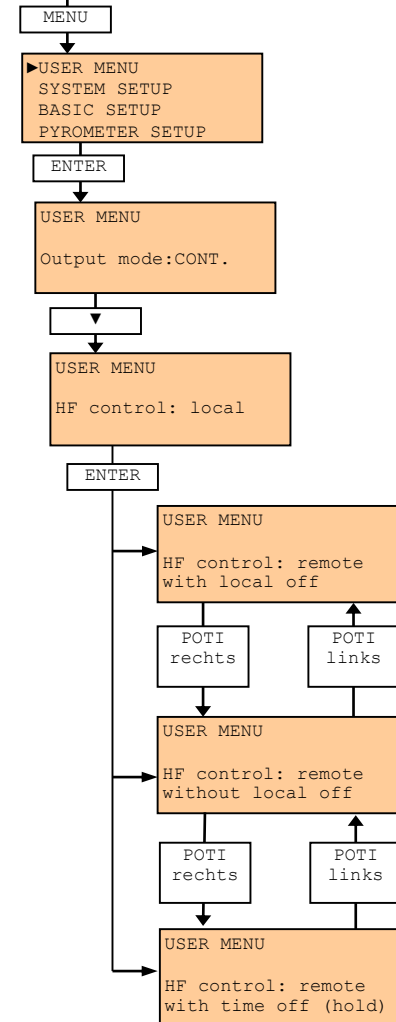 MENU
►USER MENU
SYSTEM SETUP
BASIC SETUP
PYROMETER SETUP
ENTER
USER MENU
Output mode:CONT.
▼
USER MENU
HF control: local
ENTER
USER MENU
HF control: remote
with local off
POTI
rechts
POTI
links
USER MENU
HF control: remote
without local off
POTI
rechts
POTI
links
USER MENU
HF control: remote
with time off (hold)